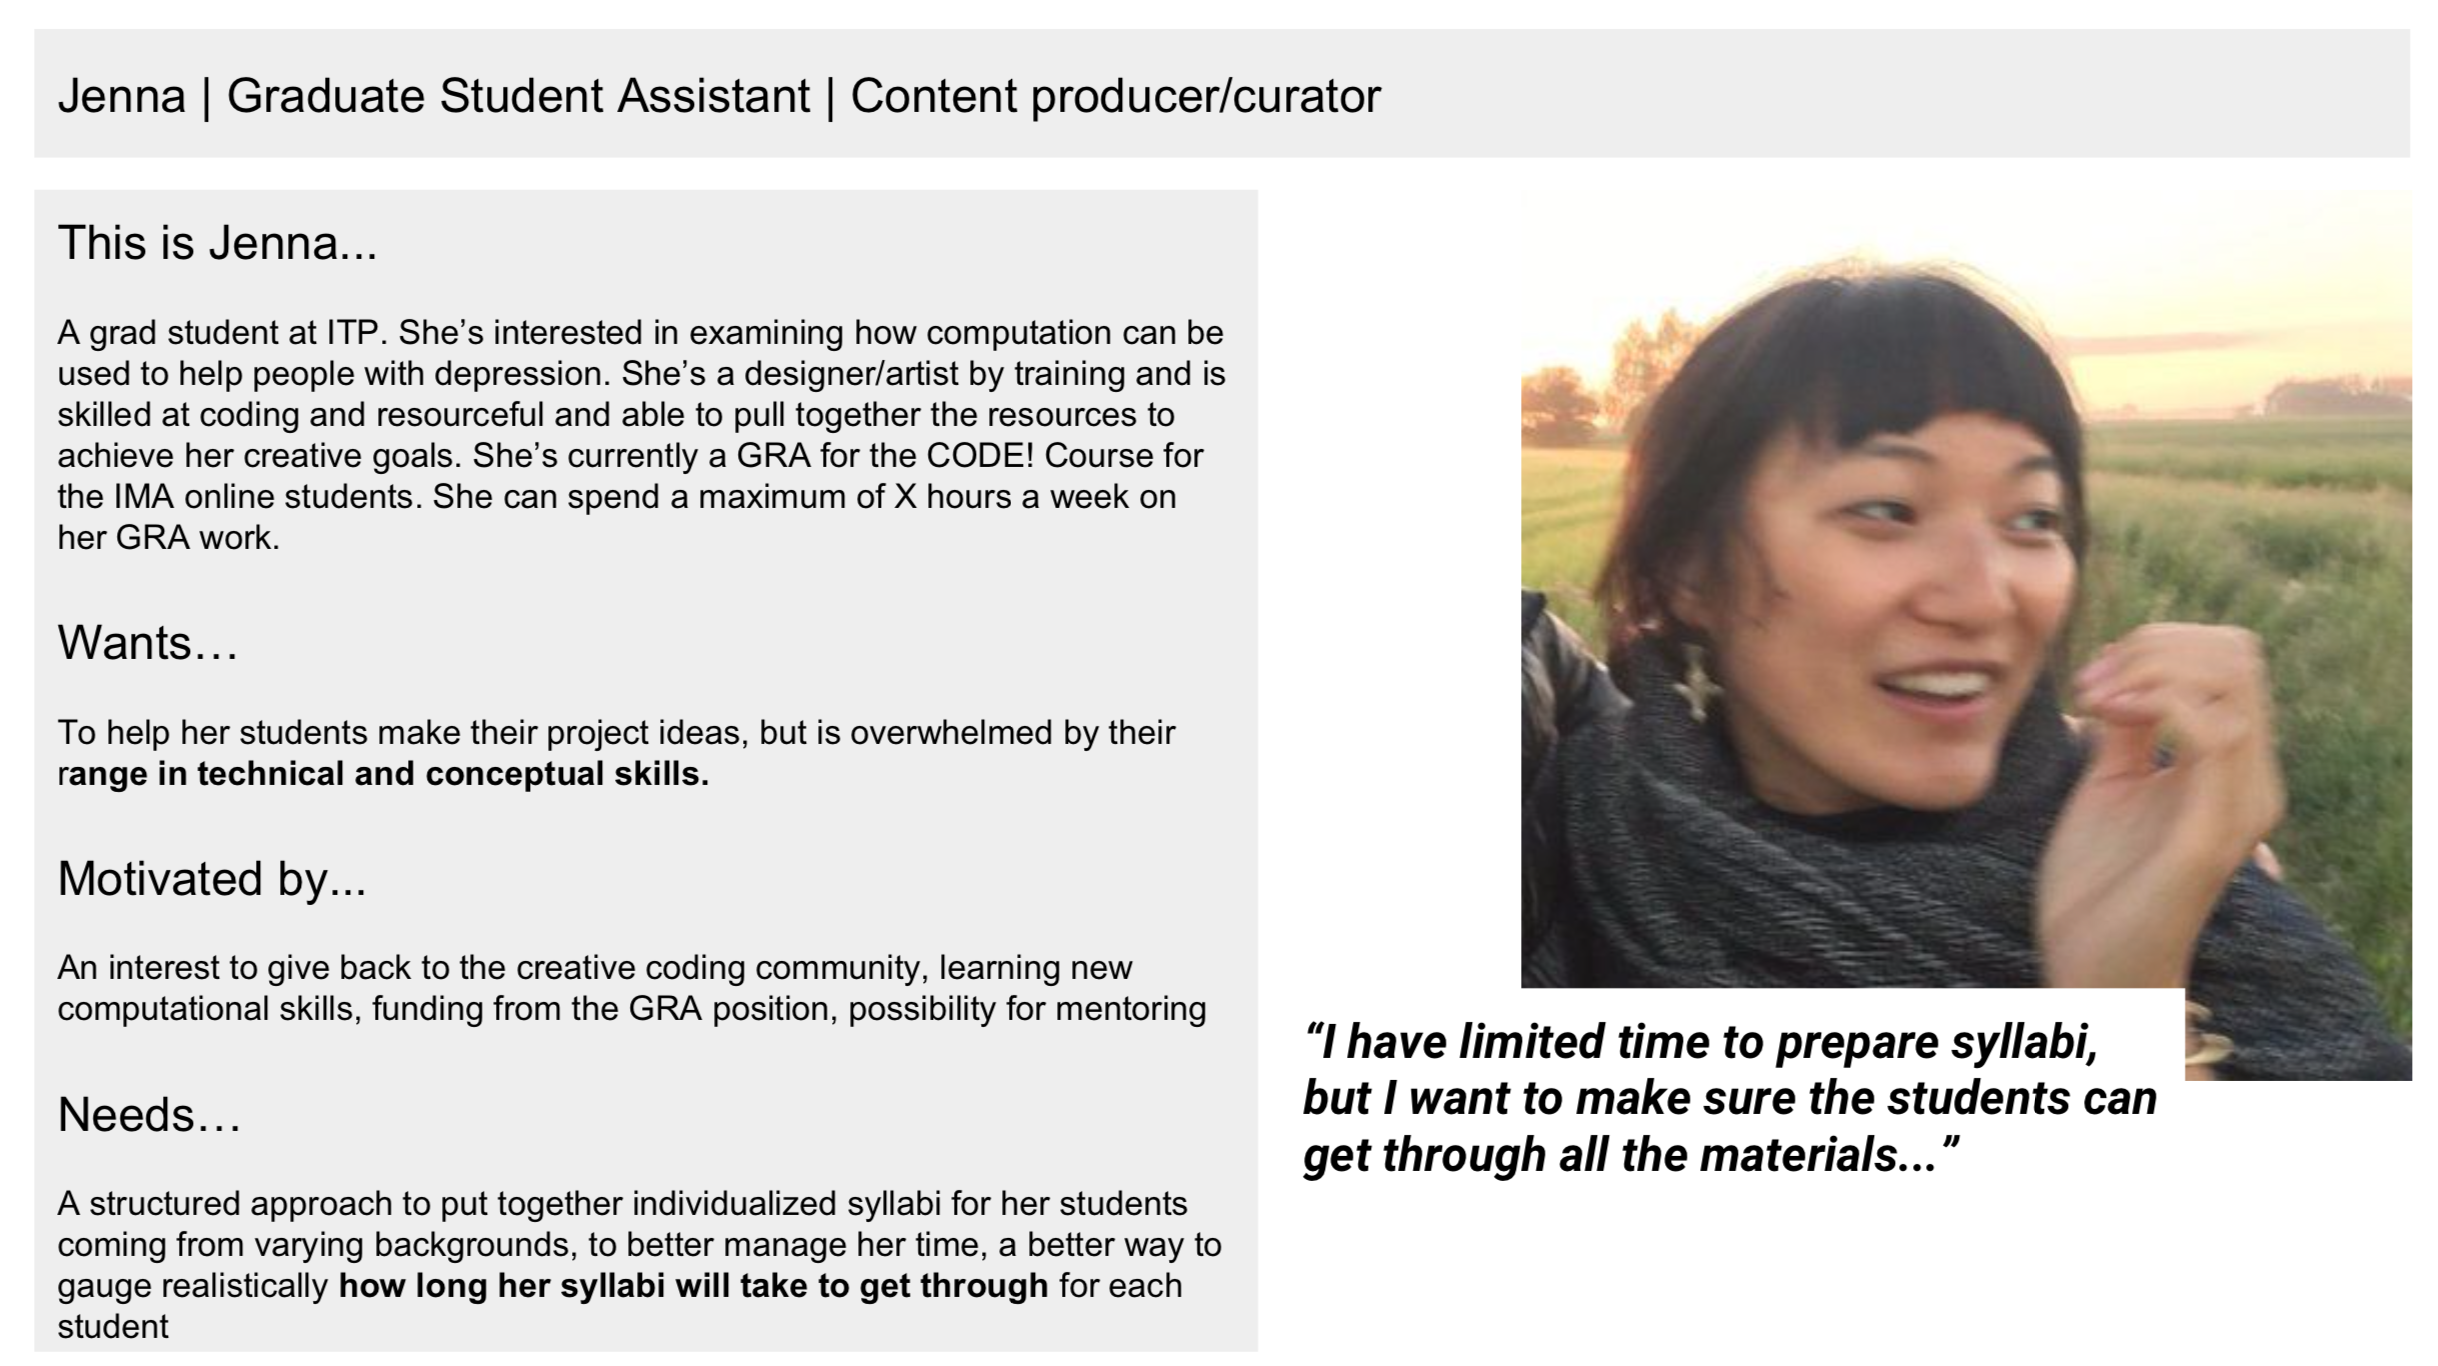 Jenna | Graduate Student Assistant | Content producer/curator
This is Jenna...
A grad student at ITP. She’s interested in examining how computation can be
used to help people with depression. She’s a designer/artist by training and is
skilled at coding and resourceful and able to pull together the resources to
achieve her creative goals. She’s currently a GRA for the CODE! Course for
the IMA online students. She can spend a maximum of X hours a week on
her GRA work.
Wants…
To help her students make their project ideas, but is overwhelmed by their
range in technical and conceptual skills.
Motivated by...
An interest to give back to the creative coding community, learning new
computational skills, funding from the GRA position, possibility for mentoring
Needs…
A structured approach to put together individualized syllabi for her students
coming from varying backgrounds, to better manage her time, a better way to
gauge realistically how long her syllabi will take to get through for each
student
“I have limited time to prepare syllabi,
but I want to make sure the students can
get through all the materials...”